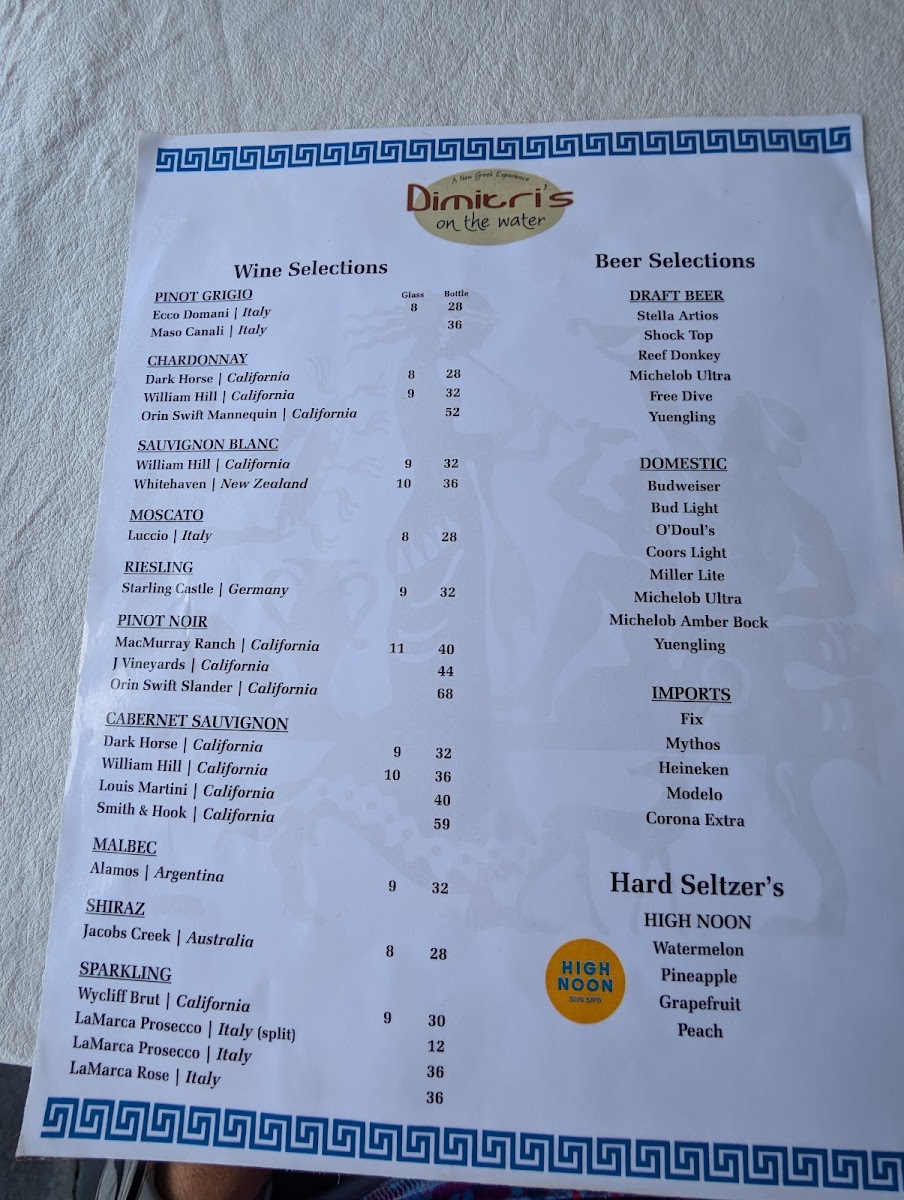 A New Greek Experience
Dimitri's
on the water
Wine Selections
Glass Bottle
PINOT GRIGIO
Ecco Domani | Italy 8 28
Maso Canali | Italy 36
CHARDONNAY
Dark Horse | California 8 28
William Hill | California 9 32
Orin Swift Mannequin | California 52
SAUVIGNON BLANC
William Hill | California 9 32
Whitehaven | New Zealand 10 36
MOSCATO
Luccio | Italy 8 28
RIESLING
Starling Castle | Germany 9 32
PINOT NOIR
MacMurray Ranch | California 11 40
J Vineyards | California 44
Orin Swift Slander | California 68
CABERNET SAUVIGNON
Dark Horse | California 9 32
William Hill | California 10 36
Louis Martini | California 40
Smith & Hook | California 59
MALBEC
Alamos | Argentina 9 32
SHIRAZ
Jacobs Creek | Australia 8 28
SPARKLING
Wycliff Brut | California 9 30
LaMarca Prosecco | Italy (split) 12
LaMarca Prosecco | Italy 36
LaMarca Rose | Italy 36
Beer Selections
DRAFT BEER
Stella Artios
Shock Top
Reef Donkey
Michelob Ultra
Free Dive
Yuengling
DOMESTIC
Budweiser
Bud Light
O'Doul's
Coors Light
Miller Lite
Michelob Ultra
Michelob Amber Bock
Yuengling
IMPORTS
Fix
Mythos
Heineken
Modelo
Corona Extra
Hard Seltzer's
HIGH NOON
Watermelon
Pineapple
Grapefruit
Peach
HIGH
NOON
SUN SIPS